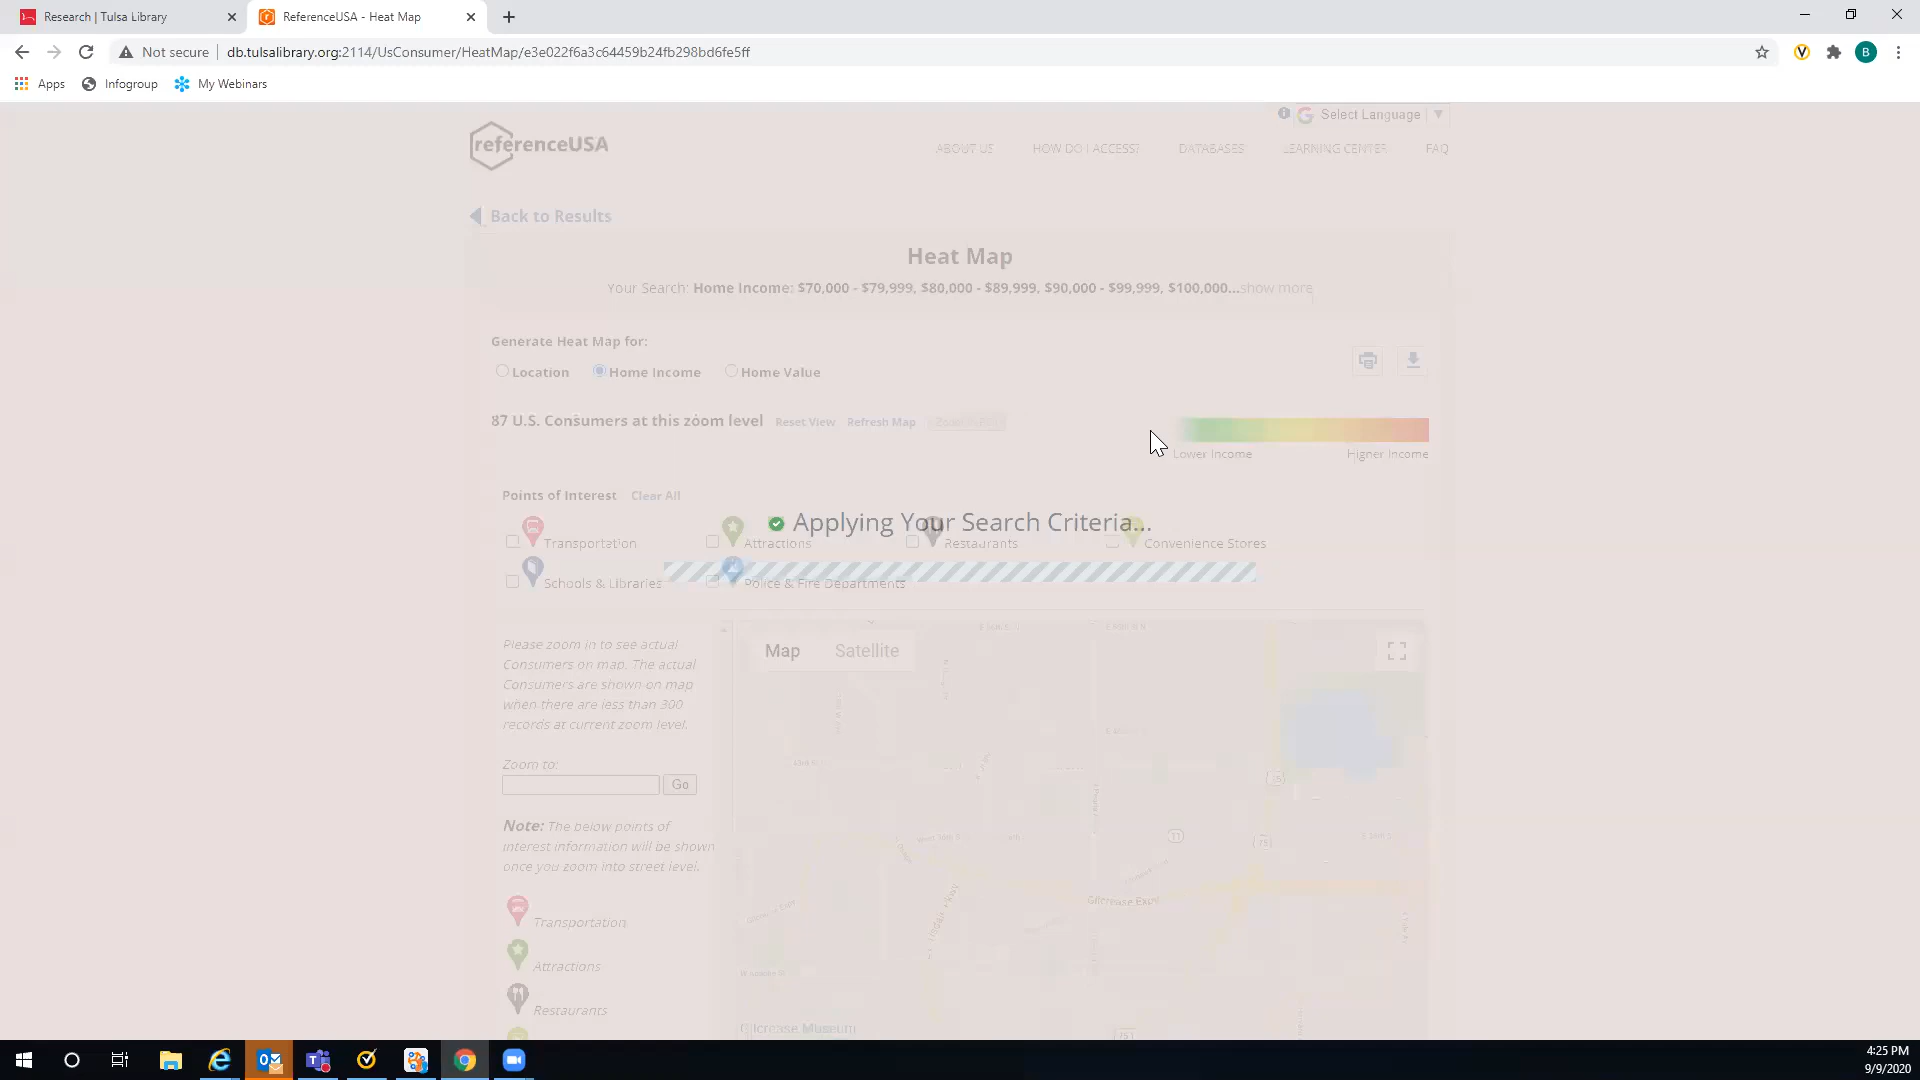 Research | Tulsa Library
ReferenceUSA - Heat Map
Not secure
db.tulsalibrary.org:2114/UsConsumer/HeatMap/e3e022f6a3c64459b24fb298bd6fe5ff
B
Apps
Infogroup
My Webinars
Select Language
referenceUSA
ABOUT US
HOW DO I ACCESS?
DATABASES
LEARNING CENTER
FAQ
Back to Results
Heat Map
Your Search: Home Income: $70,000 - $79,999, $80,000 - $89,999, $90,000 - $99,999, $100,000...show more
Generate Heat Map for:
Location
Home Income
Home Value
87 U.S. Consumers at this zoom level
Reset View
Refresh Map
Lower Income
Higher Income
Points of Interest
Clear All
Applying Your Search Criteria...
Transportation
Attractions
Restaurants
Convenience Stores
Schools & Libraries
Police & Fire Departments
Please zoom in to see actual
Consumers on map. The actual
Consumers are shown on map
when there are less than 300
records at current zoom level.
Map
Satellite
Zoom to:
Go
Note: The below points of
interest information will be shown
once you zoom into street level.
11
75
Gilcrease Expy
Transportation
Attractions
Restaurants
Gilcrease Museum
4:25 PM
9/9/2020